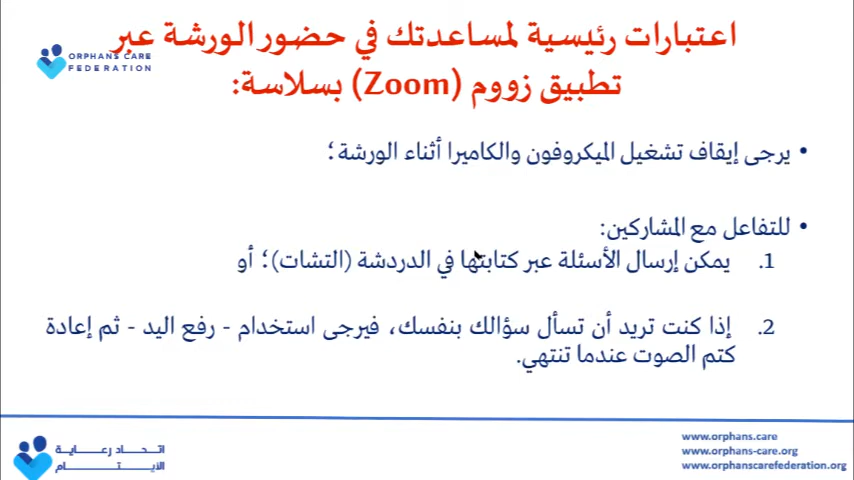 اعتبارات رئيسية لمساعدتك في حضور الورشة عبر
تطبيق زووم (Zoom) بسلاسة:
ORPHANS CARE
FEDERATION
• يرجى إيقاف تشغيل الميكروفون والكاميرا أثناء الورشة؛
• للتفاعل مع المشاركين:
1. يمكن إرسال الأسئلة عبر كتابتها في الدردشة (التشات)؛ أو
2. إذا كنت تريد أن تسأل سؤالك بنفسك، فيرجى استخدام - رفع اليد - ثم إعادة
كتم الصوت عندما تنتهي.
اتحاد رعاية
الأيتام
www.orphans.care
www.orphans-care.org
www.orphanscarefederation.org